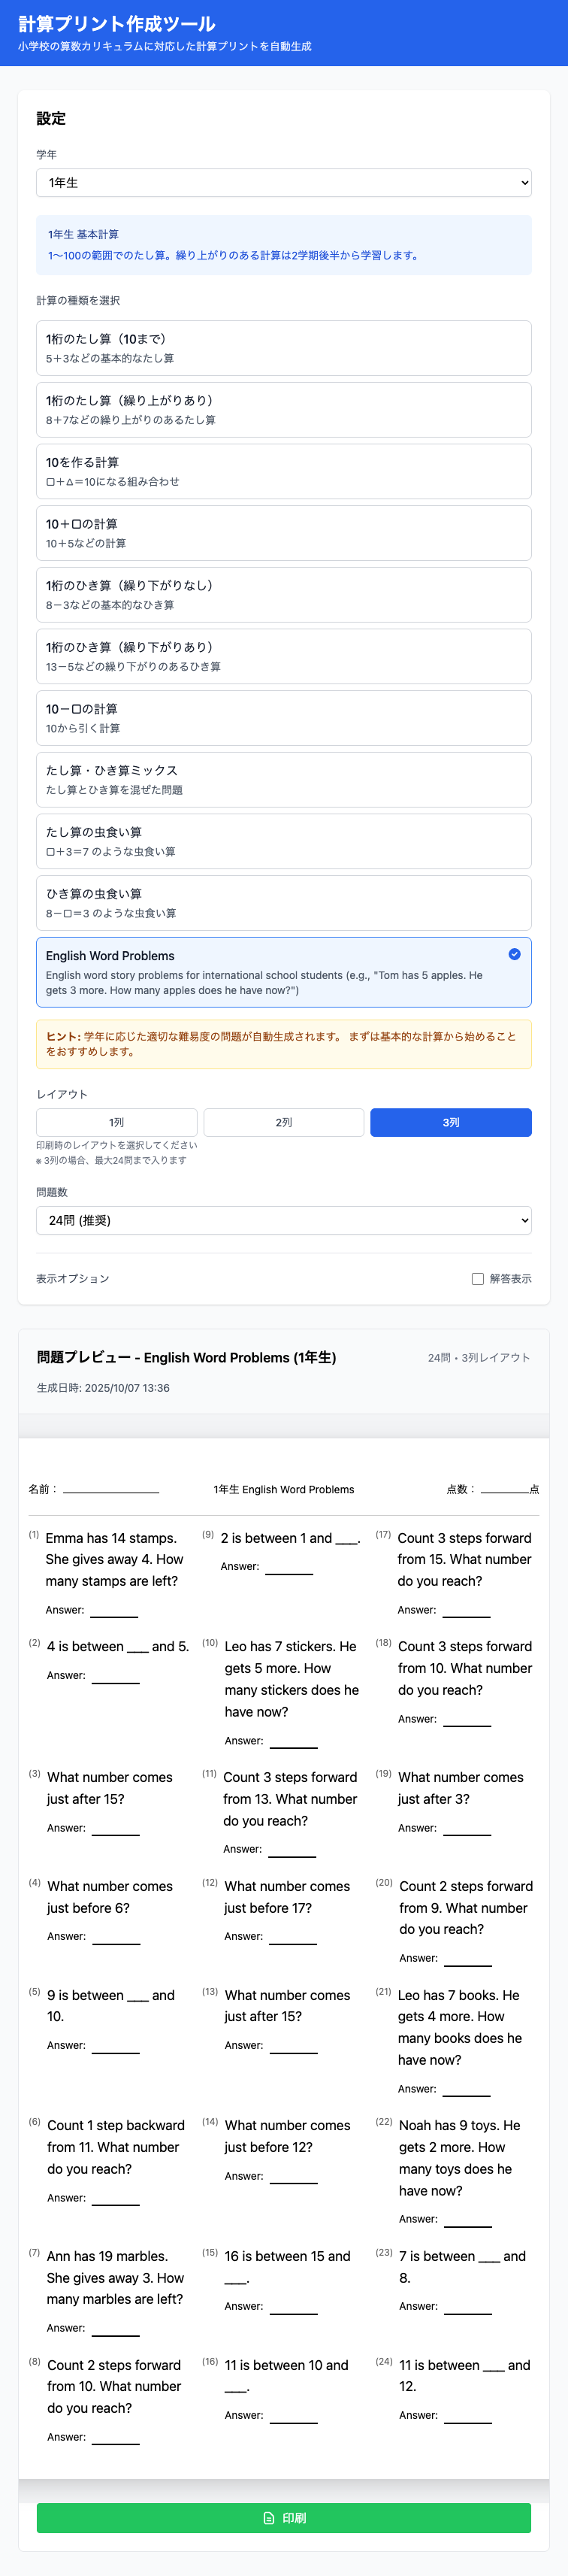 計算プリント作成ツール
小学校の算数カリキュラムに対応した計算プリントを自動生成
設定
学年
1年生
1年生 基本計算
1〜100の範囲でのたし算。繰り上がりのある計算は2学期後半から学習します。
計算の種類を選択
1桁のたし算（10まで）
5＋3などの基本的なたし算
1桁のたし算（繰り上がりあり）
8＋7などの繰り上がりのあるたし算
10を作る計算
□＋△＝10になる組み合わせ
10＋□の計算
10＋5などの計算
1桁のひき算（繰り下がりなし）
8－3などの基本的なひき算
1桁のひき算（繰り下がりあり）
13－5などの繰り下がりのあるひき算
10－□の計算
10から引く計算
たし算・ひき算ミックス
たし算とひき算を混ぜた問題
たし算の虫食い算
□＋3＝7 のような虫食い算
ひき算の虫食い算
8－□＝3 のような虫食い算
English Word Problems
English word story problems for international school students (e.g., "Tom has 5 apples. He
gets 3 more. How many apples does he have now?")
ヒント: 学年に応じた適切な難易度の問題が自動生成されます。 まずは基本的な計算から始めること
をおすすめします。
レイアウト
1列 2列 3列
印刷時のレイアウトを選択してください
※ 3列の場合、最大24問まで入ります
問題数
24問 (推奨)
表示オプション 解答表示
問題プレビュー - English Word Problems (1年生) 24問・3列レイアウト
生成日時: 2025/10/07 13:36
名前： ________ 1年生 English Word Problems 点数： ____点
(1) Emma has 14 stamps.
She gives away 4. How
many stamps are left?
Answer: ____
(2) 4 is between ___ and 5.
Answer: ____
(3) What number comes
just after 15?
Answer: ____
(4) What number comes
just before 6?
Answer: ____
(5) 9 is between ___ and
10.
Answer: ____
(6) Count 1 step backward
from 11. What number
do you reach?
Answer: ____
(7) Ann has 19 marbles.
She gives away 3. How
many marbles are left?
Answer: ____
(8) Count 2 steps forward
from 10. What number
do you reach?
Answer: ____
(9) 2 is between 1 and ___.
Answer: ____
(10) Leo has 7 stickers. He
gets 5 more. How
many stickers does he
have now?
Answer: ____
(11) Count 3 steps forward
from 13. What number
do you reach?
Answer: ____
(12) What number comes
just before 17?
Answer: ____
(13) What number comes
just after 15?
Answer: ____
(14) What number comes
just before 12?
Answer: ____
(15) 16 is between 15 and
___.
Answer: ____
(16) 11 is between 10 and
___.
Answer: ____
(17) Count 3 steps forward
from 15. What number
do you reach?
Answer: ____
(18) Count 3 steps forward
from 10. What number
do you reach?
Answer: ____
(19) What number comes
just after 3?
Answer: ____
(20) Count 2 steps forward
from 9. What number
do you reach?
Answer: ____
(21) Leo has 7 books. He
gets 4 more. How
many books does he
have now?
Answer: ____
(22) Noah has 9 toys. He
gets 2 more. How
many toys does he
have now?
Answer: ____
(23) 7 is between ___ and
8.
Answer: ____
(24) 11 is between ___ and
12.
Answer: ____
印刷